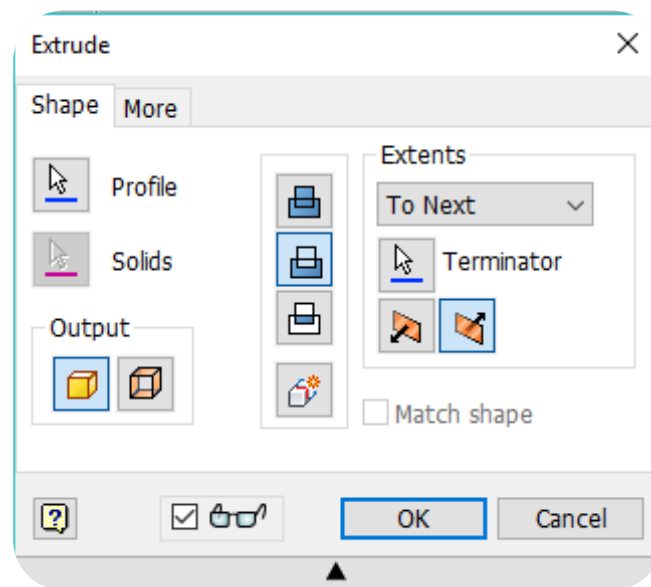 Extrude
Shape
More
Profile
Solids
Output
Extents
To Next
Terminator
Match shape
?
OK
Cancel